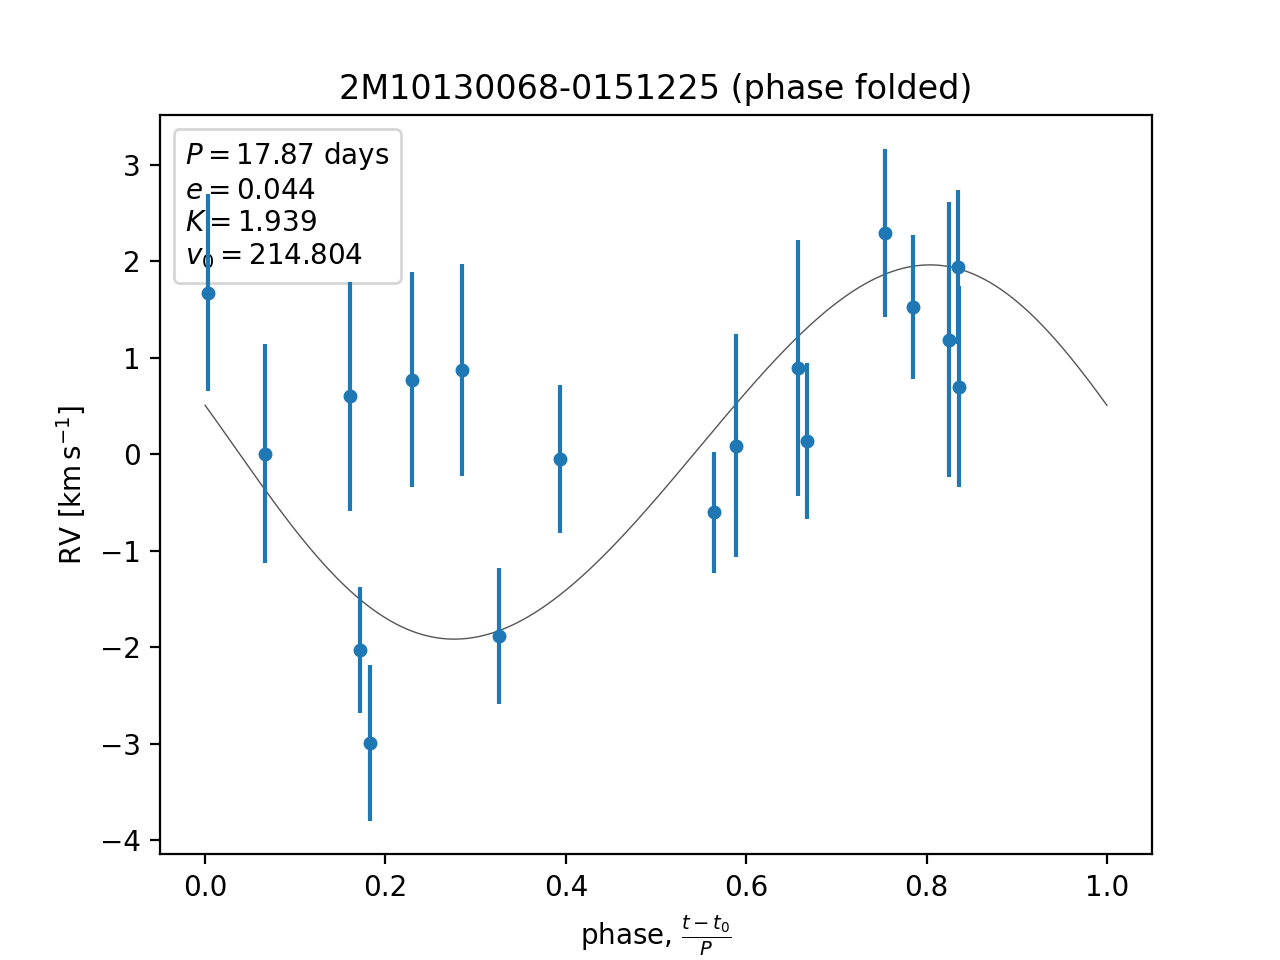 2M10130068-0151225 (phase folded)
P = 17.87 days
e = 0.044
K = 1.939
v₀ = 214.804
3
2
1
0
−1
−2
−3
−4
RV [km s⁻¹]
0.0 0.2 0.4 0.6 0.8 1.0
phase, (t − t₀)/P